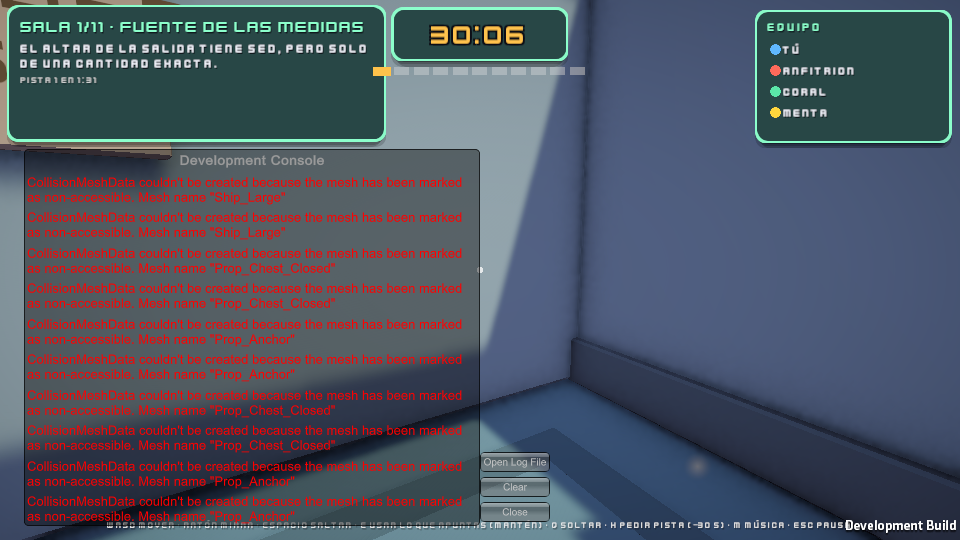 SALA 1/11 · FUENTE DE LAS MEDIDAS
EL ALTAR DE LA SALIDA TIENE SED, PERO SOLO
DE UNA CANTIDAD EXACTA.
PISTA 1 EN 1:31
30:06
EQUIPO
TÚ
ANFITRION
CORAL
MENTA
Development Console
CollisionMeshData couldn't be created because the mesh has been marked
as non-accessible. Mesh name "Ship_Large"
CollisionMeshData couldn't be created because the mesh has been marked
as non-accessible. Mesh name "Ship_Large"
CollisionMeshData couldn't be created because the mesh has been marked
as non-accessible. Mesh name "Prop_Chest_Closed"
CollisionMeshData couldn't be created because the mesh has been marked
as non-accessible. Mesh name "Prop_Chest_Closed"
CollisionMeshData couldn't be created because the mesh has been marked
as non-accessible. Mesh name "Prop_Anchor"
CollisionMeshData couldn't be created because the mesh has been marked
as non-accessible. Mesh name "Prop_Anchor"
CollisionMeshData couldn't be created because the mesh has been marked
as non-accessible. Mesh name "Prop_Chest_Closed"
CollisionMeshData couldn't be created because the mesh has been marked
as non-accessible. Mesh name "Prop_Chest_Closed"
CollisionMeshData couldn't be created because the mesh has been marked
as non-accessible. Mesh name "Prop_Anchor"
CollisionMeshData couldn't be created because the mesh has been marked
as non-accessible. Mesh name "Prop_Anchor"
Open Log File
Clear
Close
(MANTÉN) · Q SOLTAR · H PEDIR PISTA (-30 S) · M MÚSICA · ESC PAUSA
Development Build